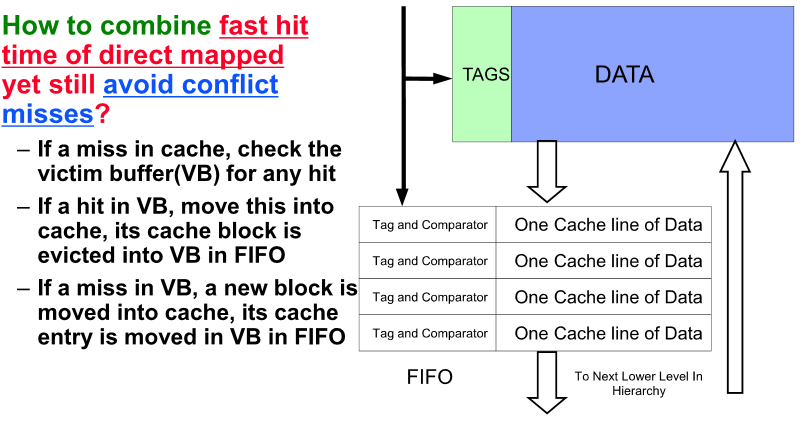 How to combine fast hit
time of direct mapped
yet still avoid conflict
misses?
– If a miss in cache, check the
victim buffer(VB) for any hit
– If a hit in VB, move this into
cache, its cache block is
evicted into VB in FIFO
– If a miss in VB, a new block is
moved into cache, its cache
entry is moved in VB in FIFO
TAGS
DATA
Tag and Comparator One Cache line of Data
Tag and Comparator One Cache line of Data
Tag and Comparator One Cache line of Data
Tag and Comparator One Cache line of Data
FIFO
To Next Lower Level In
Hierarchy